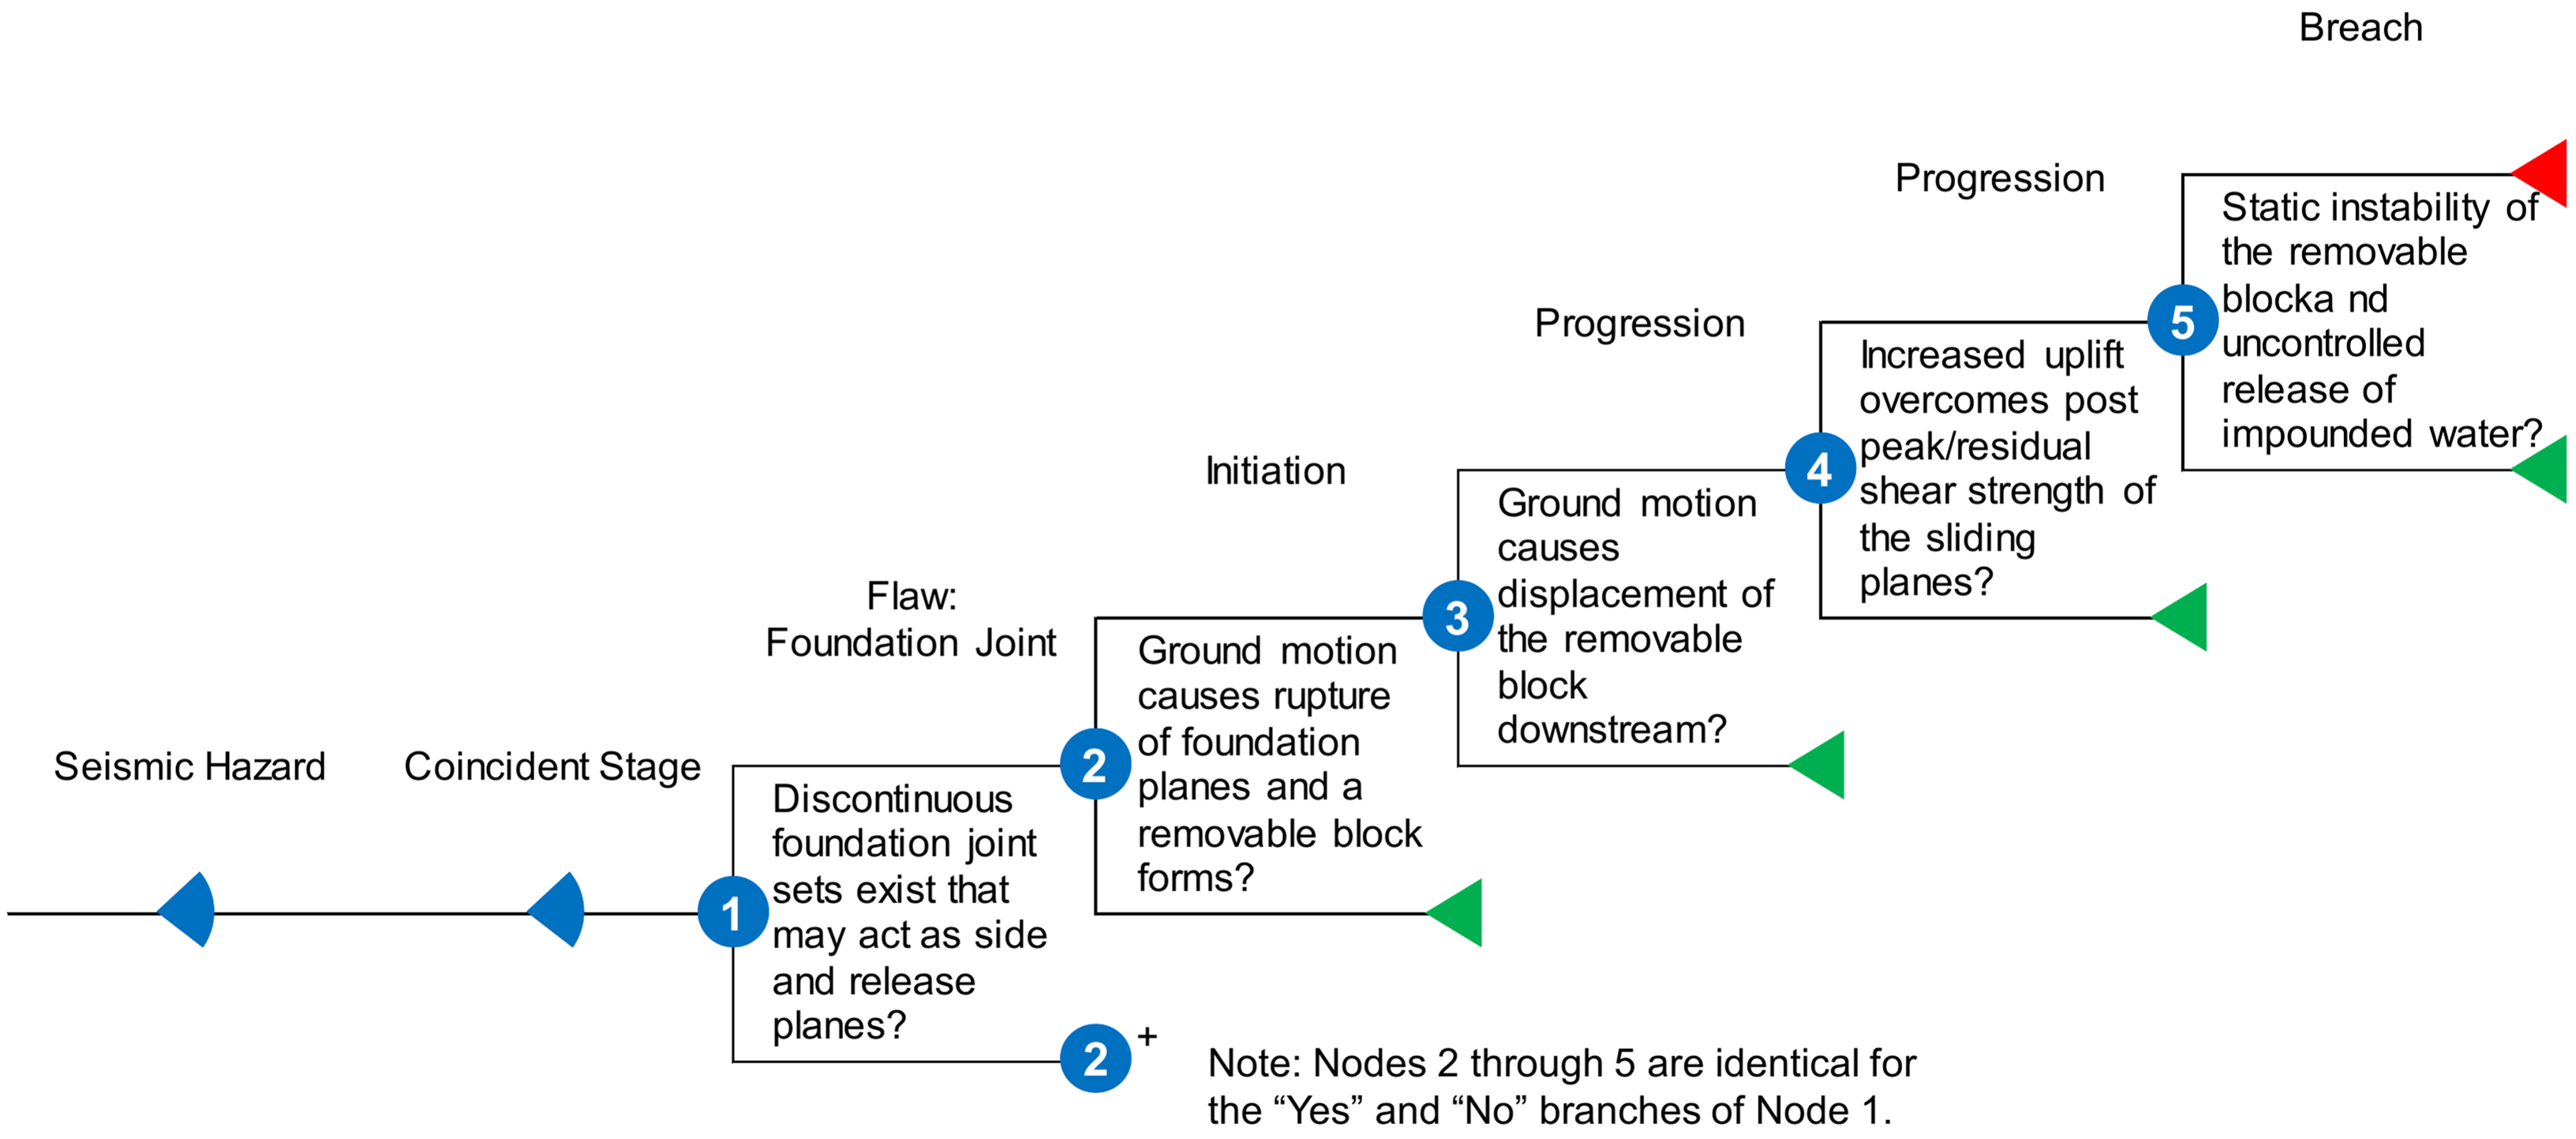 Breach
Progression
Static instability of
the removable
blocka nd
uncontrolled
release of
impounded water?
5
Progression
Increased uplift
overcomes post
peak/residual
shear strength of
the sliding
planes?
4
Initiation
Ground motion
causes
displacement of
the removable
block
downstream?
3
Flaw:
Foundation Joint
Ground motion
causes rupture
of foundation
planes and a
removable block
forms?
2
Seismic Hazard
Coincident Stage
Discontinuous
foundation joint
sets exist that
may act as side
and release
planes?
1
2 +
Note: Nodes 2 through 5 are identical for
the “Yes” and “No” branches of Node 1.